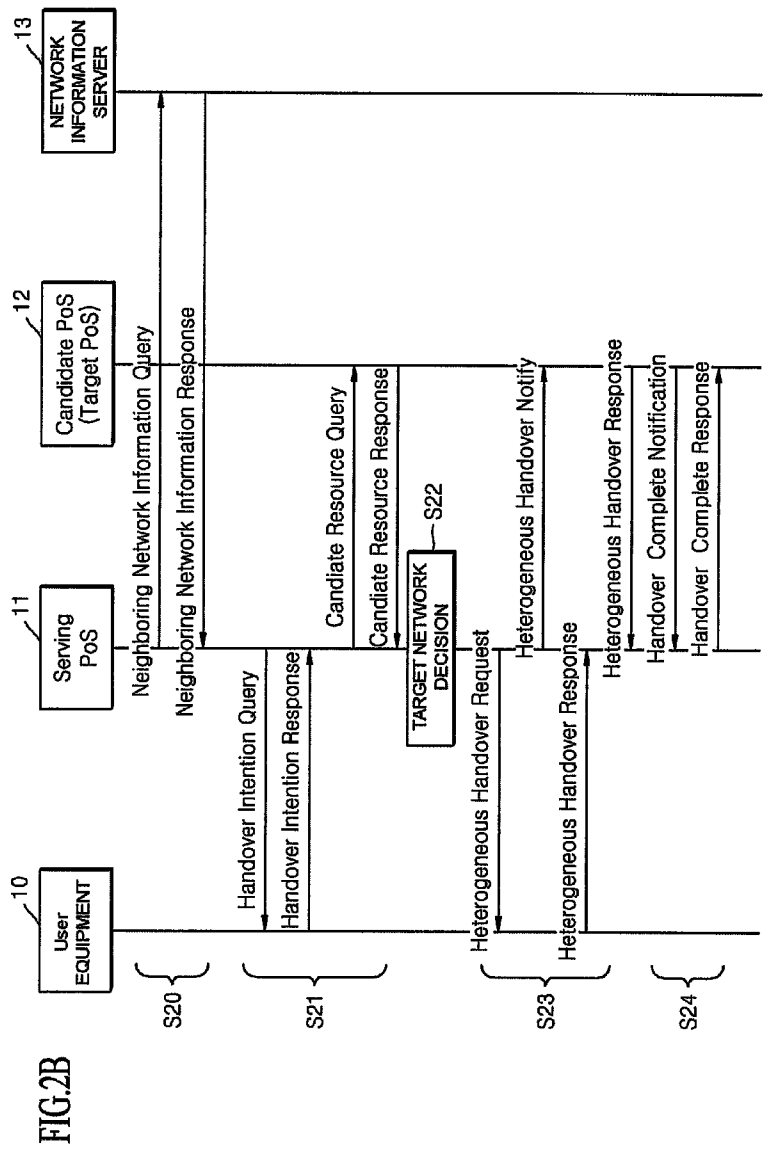 FIG.2B
10
User
EQUIPMENT
11
Serving
PoS
12
Candidate PoS
(Target PoS)
13
NETWORK
INFORMATION
SERVER
S20
Neighboring Network Information Query
Neighboring Network Information Response
S21
Handover Intention Query
Handover Intention Response
Candiate Resource Query
Candiate Resource Response
TARGET NETWORK
DECISION
S22
S23
Heterogeneous Handover Request
Heterogeneous Handover Notify
Heterogeneous Handover Response
Heterogeneous Handover Response
S24
Handover Complete Notification
Handover Complete Response